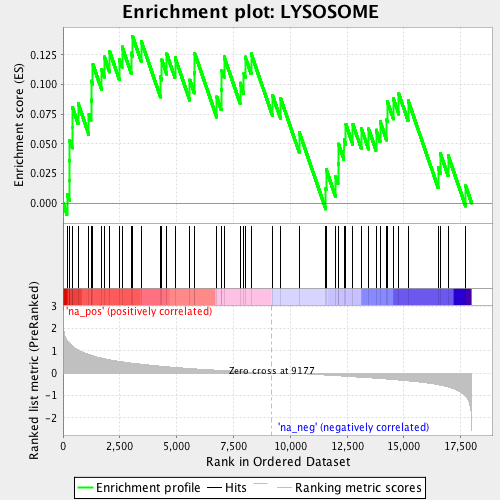 Enrichment plot: LYSOSOME
Enrichment score (ES)
0.125
0.100
0.075
0.050
0.025
0.000
'na_pos' (positively correlated)
Ranked list metric (PreRanked)
3
2
1
0
-1
-2
Zero cross at 9177
'na_neg' (negatively correlated)
0
2,500
5,000
7,500
10,000
12,500
15,000
17,500
Rank in Ordered Dataset
Enrichment profile
Hits
Ranking metric scores